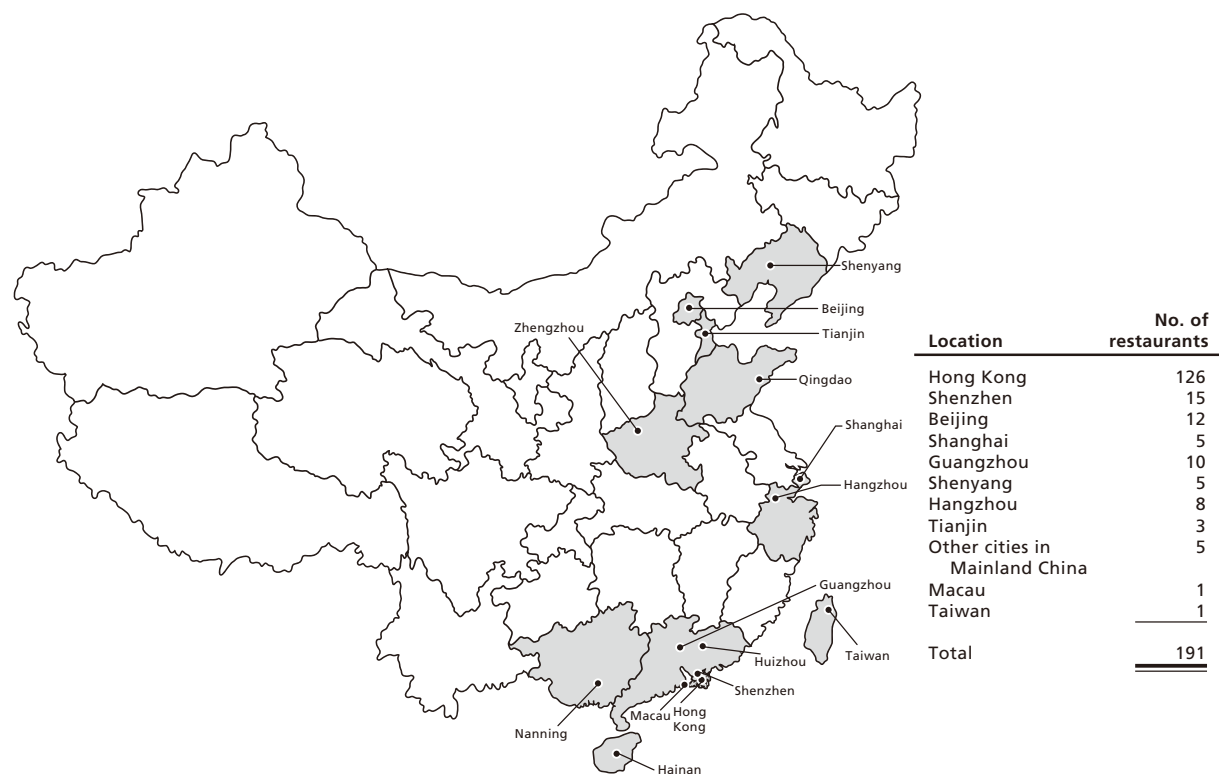 Shenyang
Beijing
Zhengzhou
Tianjin
Qingdao
Shanghai
Hangzhou
Guangzhou
Huizhou
Taiwan
Shenzhen
Macau
Hong
Kong
Nanning
Hainan
No. of
Location restaurants
Hong Kong 126
Shenzhen 15
Beijing 12
Shanghai 5
Guangzhou 10
Shenyang 5
Hangzhou 8
Tianjin 3
Other cities in 5
Mainland China
Macau 1
Taiwan 1
Total 191